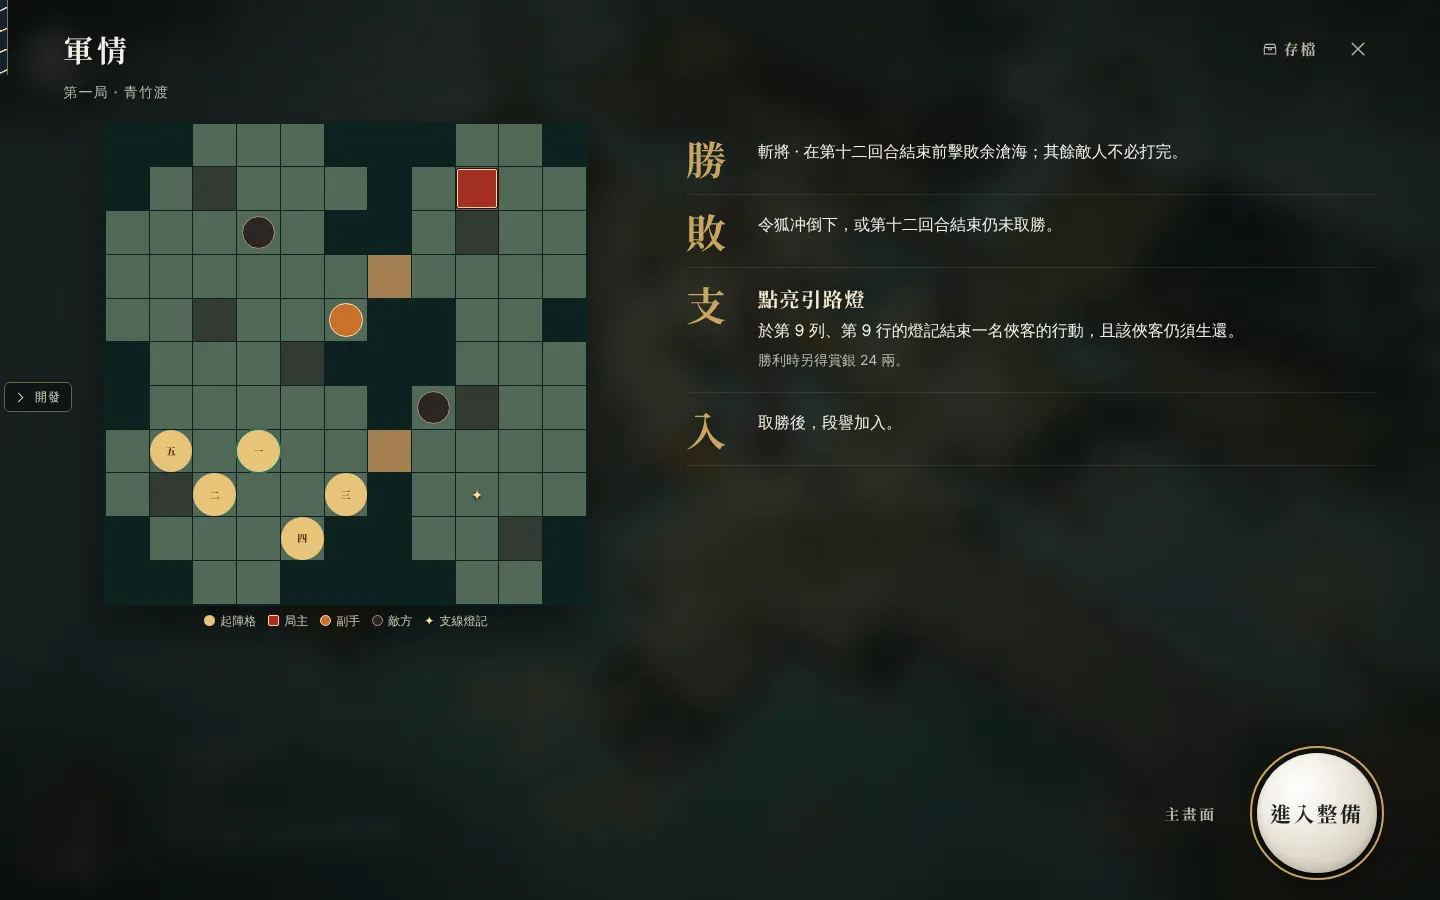 軍情
存檔
第一局 · 青竹渡
勝
斬將 · 在第十二回合結束前擊敗余滄海；其餘敵人不必打完。
敗
令狐冲倒下，或第十二回合結束仍未取勝。
支
點亮引路燈
於第 9 列、第 9 行的燈記結束一名俠客的行動，且該俠客仍須生還。
勝利時另得賞銀 24 兩。
入
取勝後，段譽加入。
開發
五
一
二
三
四
起陣格
局主
副手
敵方
支線燈記
主畫面
進入整備